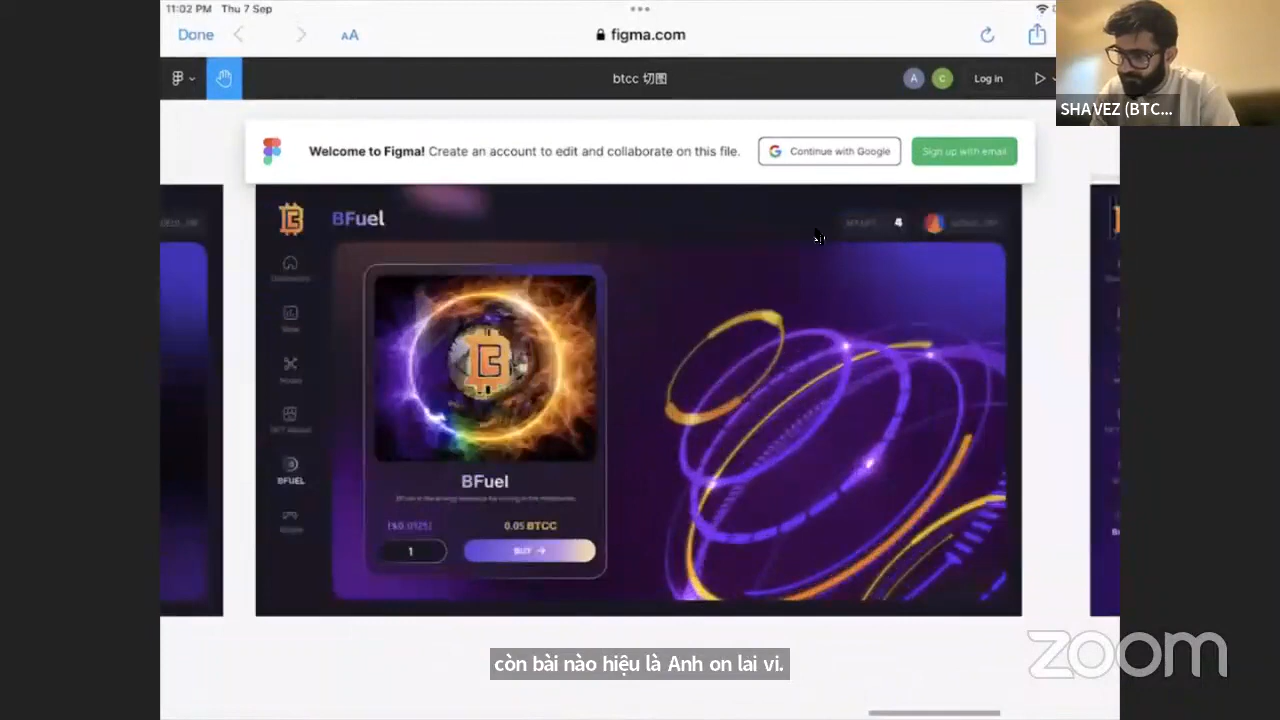 11:02 PM Thu 7 Sep
Done
AA
figma.com
btcc 切图
A
C
Log in
SHAVEZ (BTC...
Welcome to Figma! Create an account to edit and collaborate on this file.
Continue with Google
Sign up with email
BFuel
4
BFUEL
BFuel
0.05 BTCC
1
BUY →
còn bài nào hiệu là Anh on lai vi.
zoom